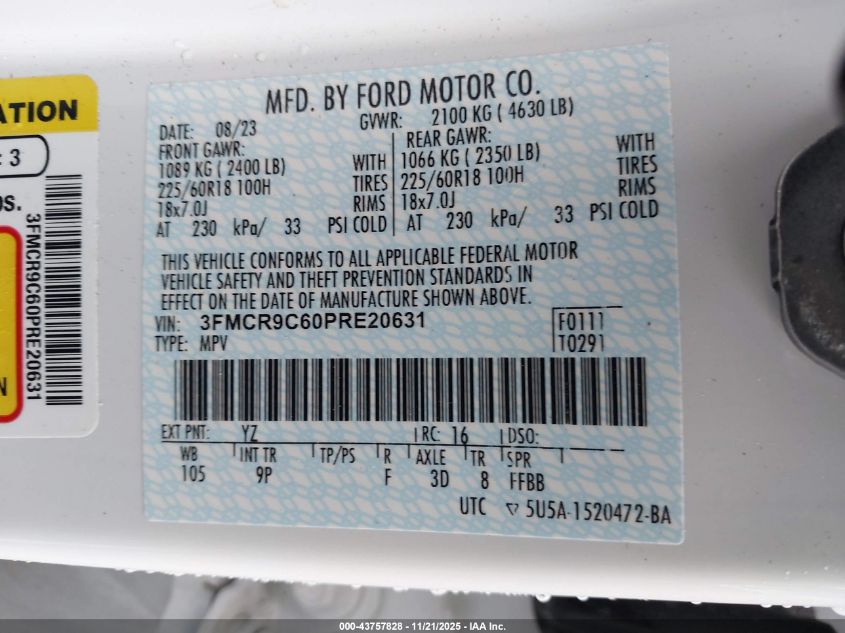 MFD. BY FORD MOTOR CO.
DATE: 08/23 GVWR: 2100 KG ( 4630 LB)
FRONT GAWR: REAR GAWR:
1089 KG ( 2400 LB) WITH 1066 KG ( 2350 LB) WITH
225/60R18 100H TIRES 225/60R18 100H TIRES
18x7.0J RIMS 18x7.0J RIMS
AT 230 kPa/ 33 PSI COLD AT 230 kPa/ 33 PSI COLD
THIS VEHICLE CONFORMS TO ALL APPLICABLE FEDERAL MOTOR
VEHICLE SAFETY AND THEFT PREVENTION STANDARDS IN
EFFECT ON THE DATE OF MANUFACTURE SHOWN ABOVE.
VIN: 3FMCR9C60PRE20631 F0111
TYPE: MPV T0291
EXT PNT: YZ RC: 16 DSO:
WB INT TR TP/PS R AXLE TR SPR
105 9P F 3D 8 FFBB
UTC ▽ 5U5A-1520472-BA
ATION
: 3
os.
3FMCR9C60PRE20631
N
000-43757828 - 11/21/2025 - IAA Inc.